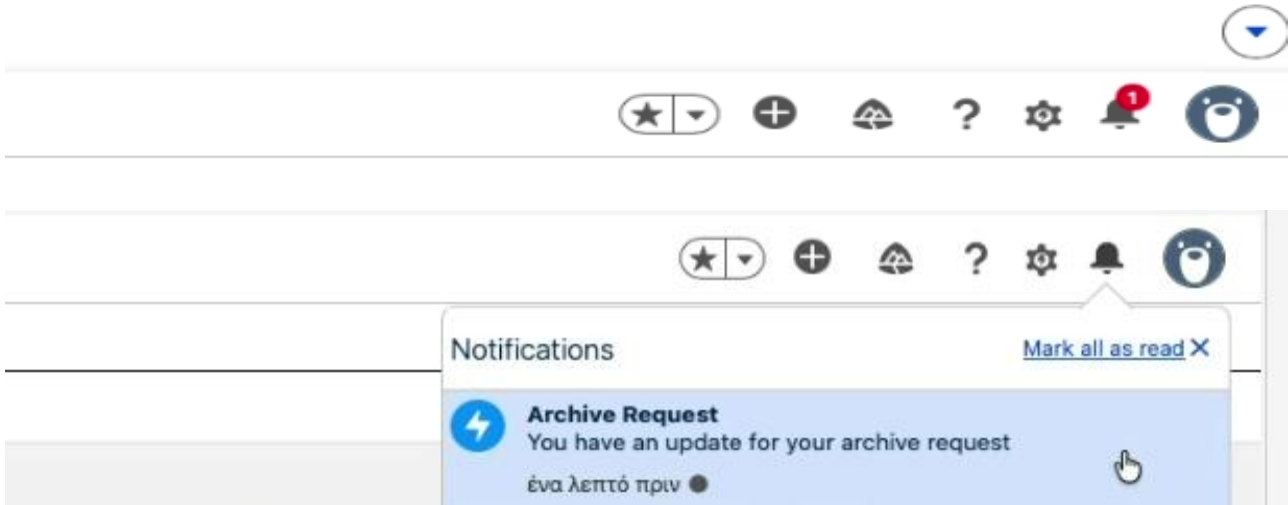 1
Notifications
Mark all as read
Archive Request
You have an update for your archive request
ένα λεπτό πριν